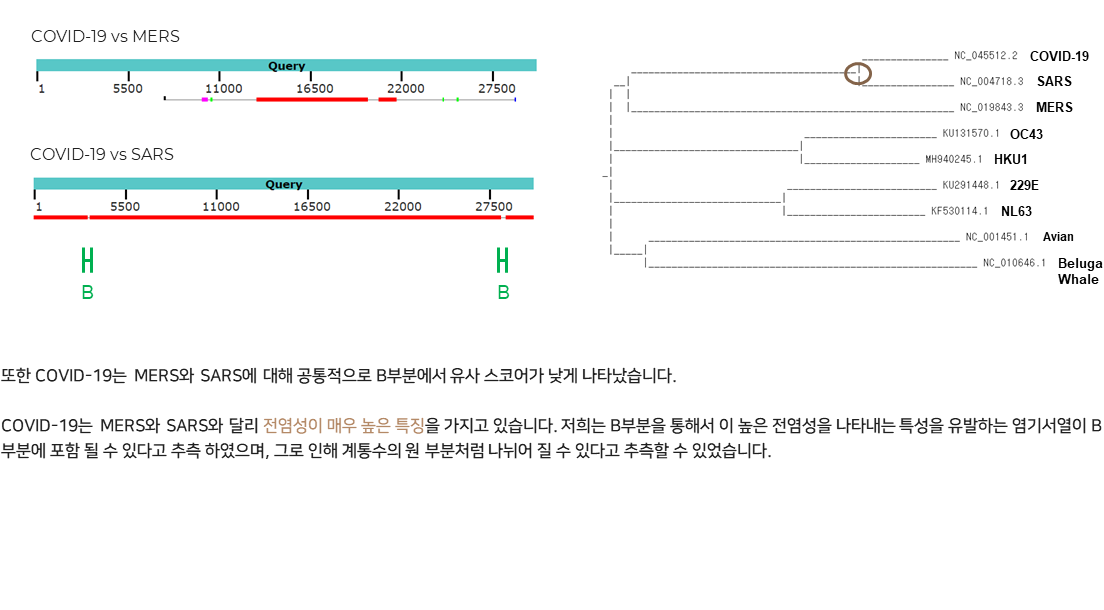 COVID-19 vs MERS
Query
1 5500 11000 16500 22000 27500
COVID-19 vs SARS
Query
1 5500 11000 16500 22000 27500
B B
NC_045512.2 COVID-19
NC_004718.3 SARS
NC_019843.3 MERS
KU131570.1 OC43
MH940245.1 HKU1
KU291448.1 229E
KF530114.1 NL63
NC_001451.1 Avian
NC_010646.1 Beluga
Whale
또한 COVID-19는 MERS와 SARS에 대해 공통적으로 B부분에서 유사 스코어가 낮게 나타났습니다.
COVID-19는 MERS와 SARS와 달리 전염성이 매우 높은 특징을 가지고 있습니다. 저희는 B부분을 통해서 이 높은 전염성을 나타내는 특성을 유발하는 염기서열이 B
부분에 포함 될 수 있다고 추측 하였으며, 그로 인해 계통수의 원 부분처럼 나뉘어 질 수 있다고 추측할 수 있었습니다.